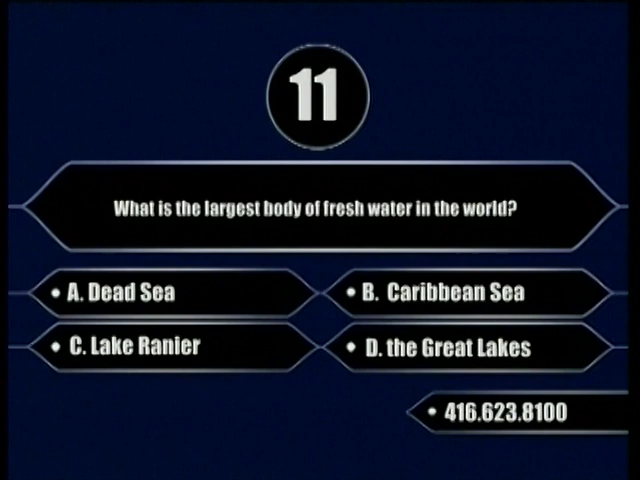 11
What is the largest body of fresh water in the world?
• A. Dead Sea
• B. Caribbean Sea
• C. Lake Ranier
• D. the Great Lakes
• 416.623.8100